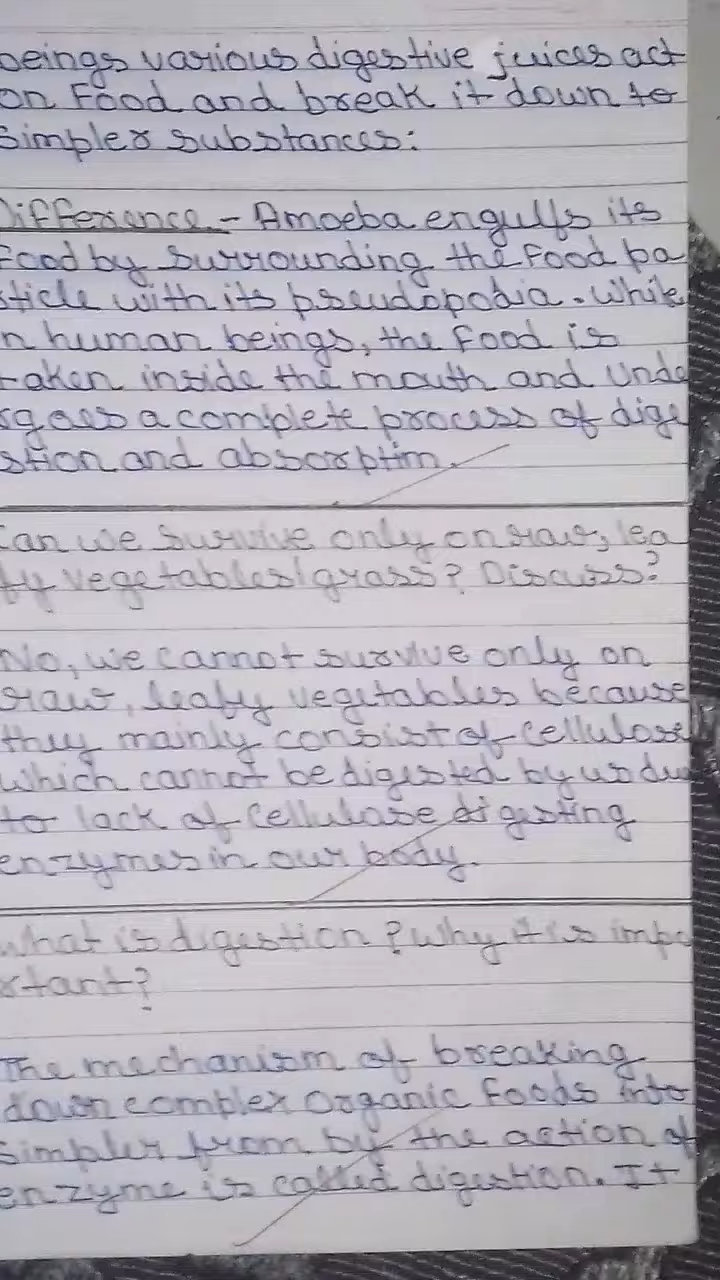 beings various digestive juices act
on Food and break it down to
Simpler substances:
Difference - Amoeba engulfs its
Food by surrounding the Food pa
rticle with its pseudopodia. While
n human beings, the food is
taken inside the mouth and Unde
rgoes a complete process of dige
stion and absorption.
Can we survive only on raw, lea
fy vegetables/grass? Discuss?
No, we cannot survive only on
raw, leafy vegetables because
they mainly consist of cellulose
which cannot be digested by us due
to lack of Cellulose digesting
enzymes in our body.
what is digestion? Why it is impo
rtant?
The mechanism of breaking
down complex organic foods into
simpler from by the action of
enzyme is called digestion. It